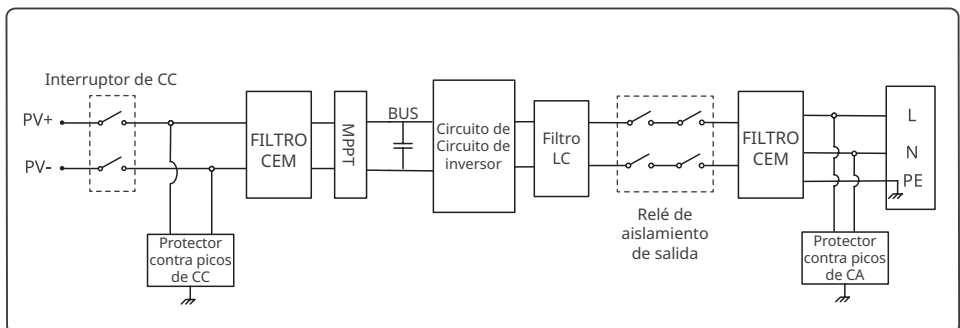 Interruptor de CC
PV+
PV-
FILTRO
CEM
MPPT
BUS
Circuito de
Circuito de
inversor
Filtro
LC
FILTRO
CEM
L
N
PE
Relé de
aislamiento
de salida
Protector
contra picos
de CC
Protector
contra picos
de CA